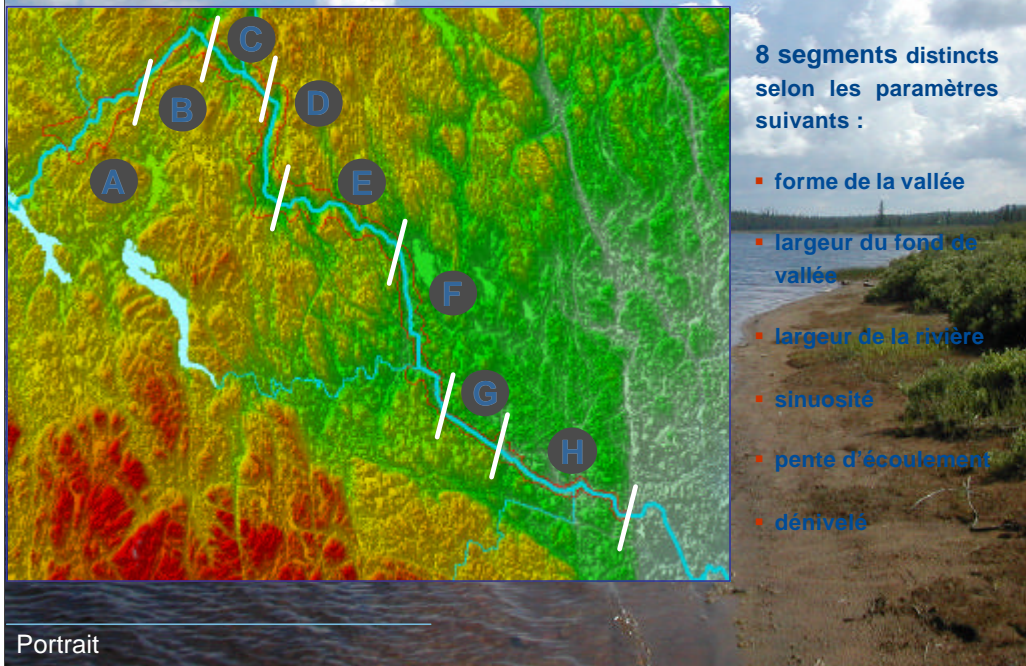 C
B
D
A
E
F
G
H
8 segments distincts
selon les paramètres
suivants :
▪ forme de la vallée
▪ largeur du fond de
vallée
▪ largeur de la rivière
▪ sinuosité
▪ pente d'écoulement
▪ dénivelé
Portrait